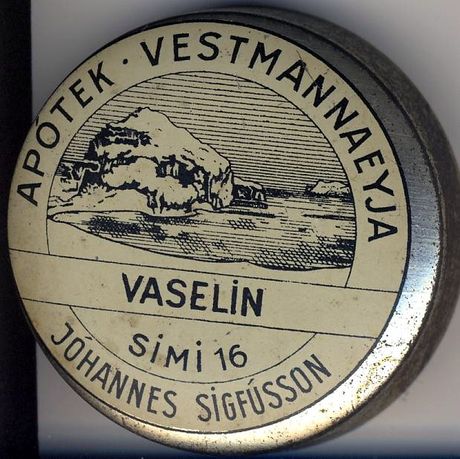 APÓTEK · VESTMANNAEYJA
VASELÍN
SÍMI 16
JÓHANNES SIGFÚSSON